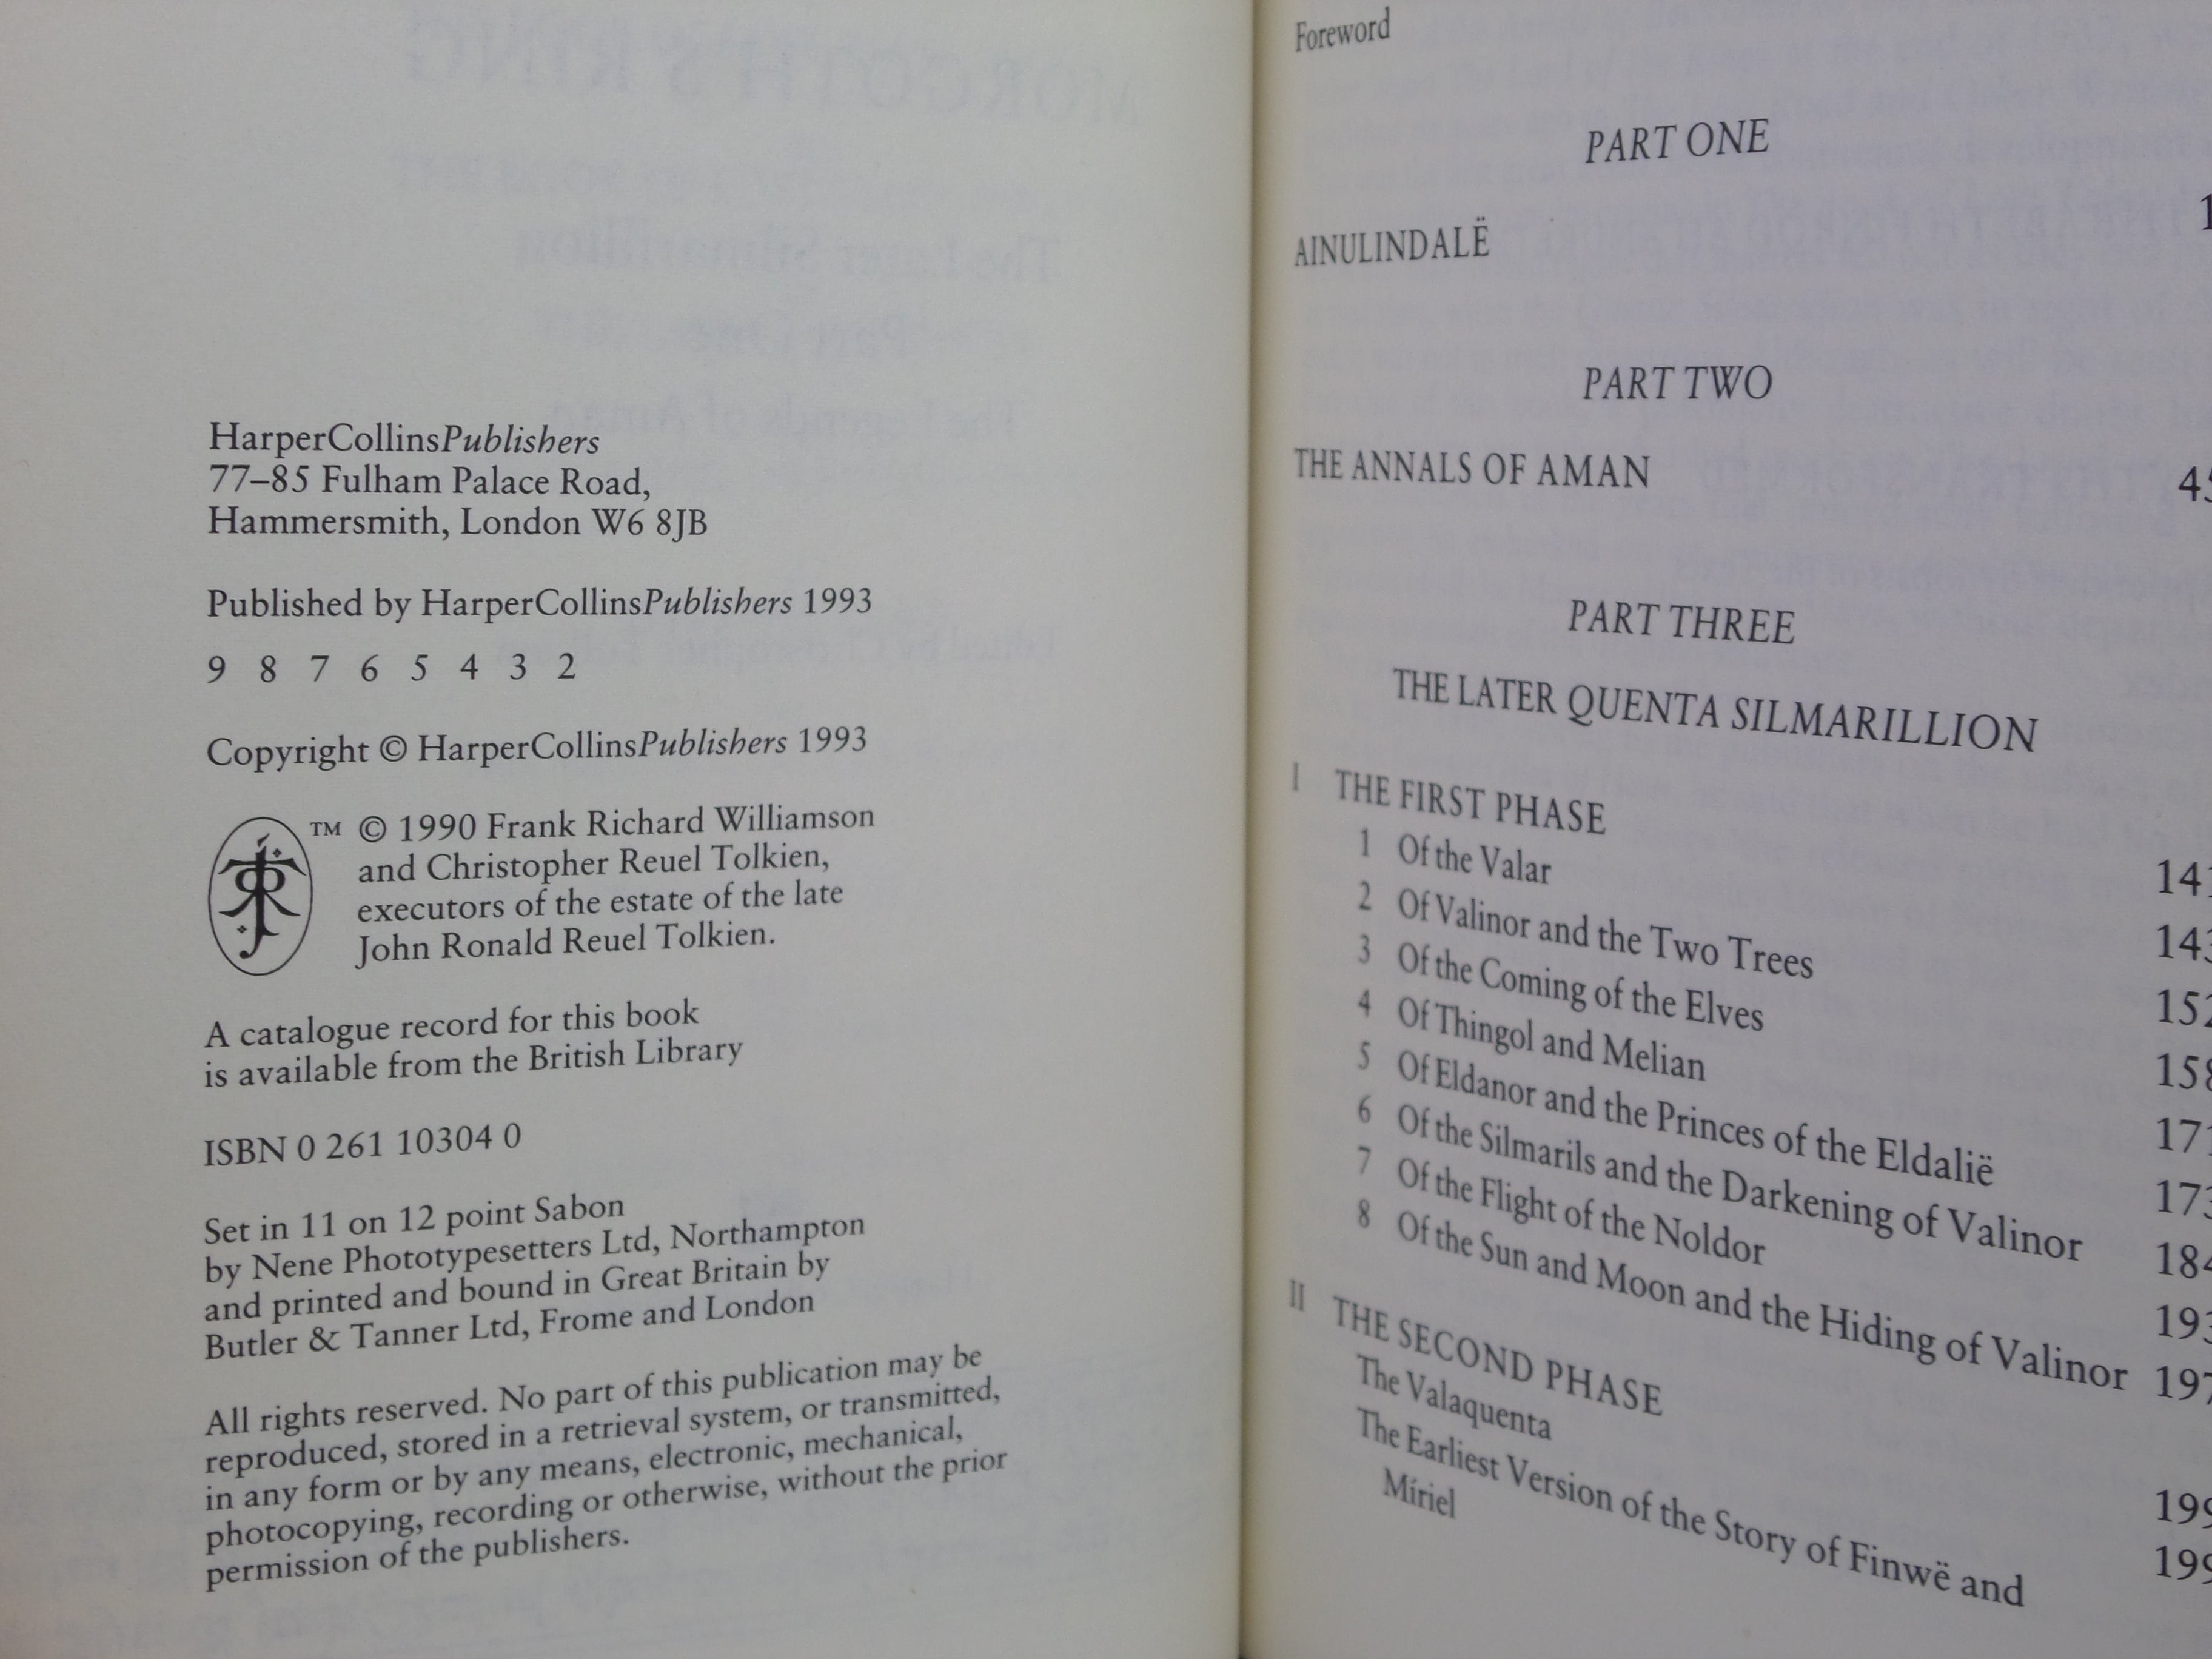 HarperCollinsPublishers
77–85 Fulham Palace Road,
Hammersmith, London W6 8JB
Published by HarperCollinsPublishers 1993
9 8 7 6 5 4 3 2
Copyright © HarperCollinsPublishers 1993
™ © 1990 Frank Richard Williamson
and Christopher Reuel Tolkien,
executors of the estate of the late
John Ronald Reuel Tolkien.
A catalogue record for this book
is available from the British Library
ISBN 0 261 10304 0
Set in 11 on 12 point Sabon
by Nene Phototypesetters Ltd, Northampton
and printed and bound in Great Britain by
Butler & Tanner Ltd, Frome and London
All rights reserved. No part of this publication may be
reproduced, stored in a retrieval system, or transmitted,
in any form or by any means, electronic, mechanical,
photocopying, recording or otherwise, without the prior
permission of the publishers.
Foreword
PART ONE
AINULINDALË
PART TWO
THE ANNALS OF AMAN
PART THREE
THE LATER QUENTA SILMARILLION
I THE FIRST PHASE
1 Of the Valar 141
2 Of Valinor and the Two Trees 143
3 Of the Coming of the Elves 152
4 Of Thingol and Melian 158
5 Of Eldanor and the Princes of the Eldalië 171
6 Of the Silmarils and the Darkening of Valinor 173
7 Of the Flight of the Noldor 184
8 Of the Sun and Moon and the Hiding of Valinor 193
II THE SECOND PHASE 197
The Valaquenta 199
The Earliest Version of the Story of Finwë and
Míriel 199